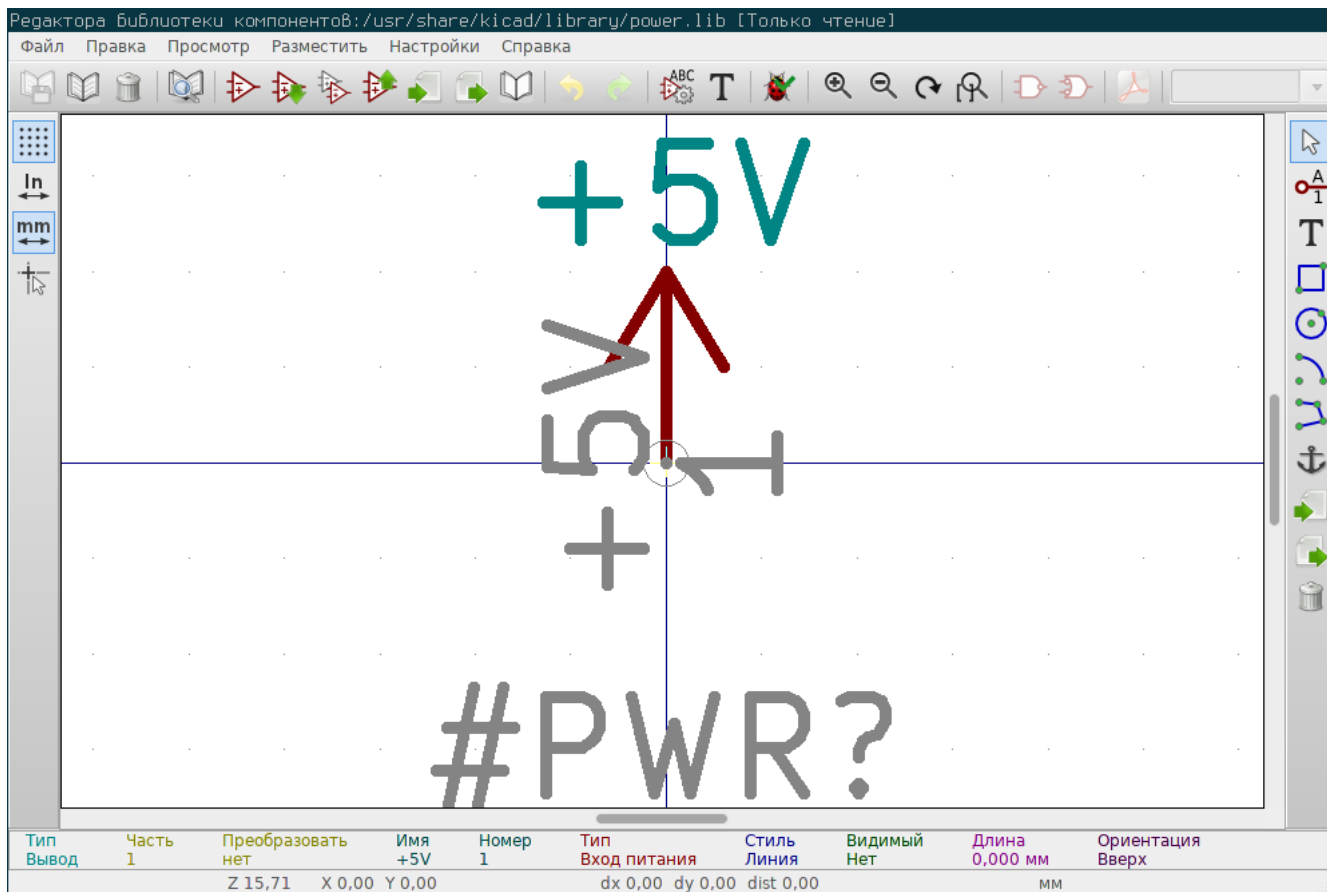 Редактора библиотеки компонентов:/usr/share/kicad/library/power.lib [Только чтение]
Файл Правка Просмотр Разместить Настройки Справка
ABC T
In
mm
A
1
T
+5V
+5V
1
#PWR?
Тип Часть Преобразовать Имя Номер Тип Стиль Видимый Длина Ориентация
Вывод 1 нет +5V 1 Вход питания Линия Нет 0,000 мм Вверх
Z 15,71 X 0,00 Y 0,00 dx 0,00 dy 0,00 dist 0,00 мм